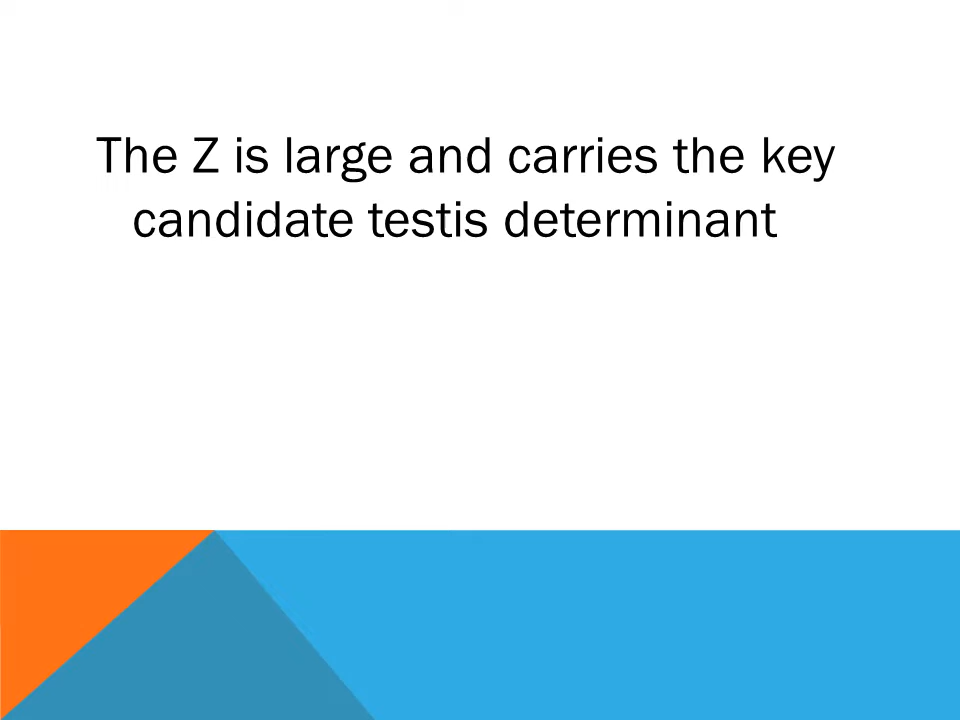 The Z is large and carries the key
candidate testis determinant